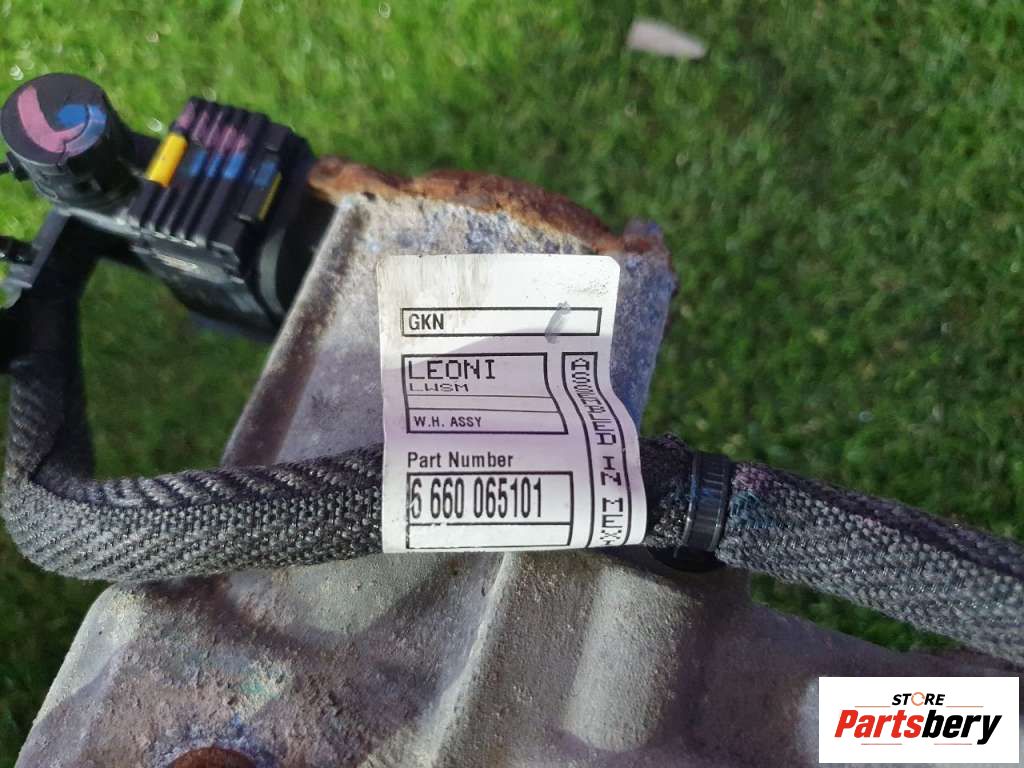 GKN
LEONI
LWSM
W.H. ASSY
Part Number
6 660 065101
ASSEMBLED IN MEX
STORE
Partsbery